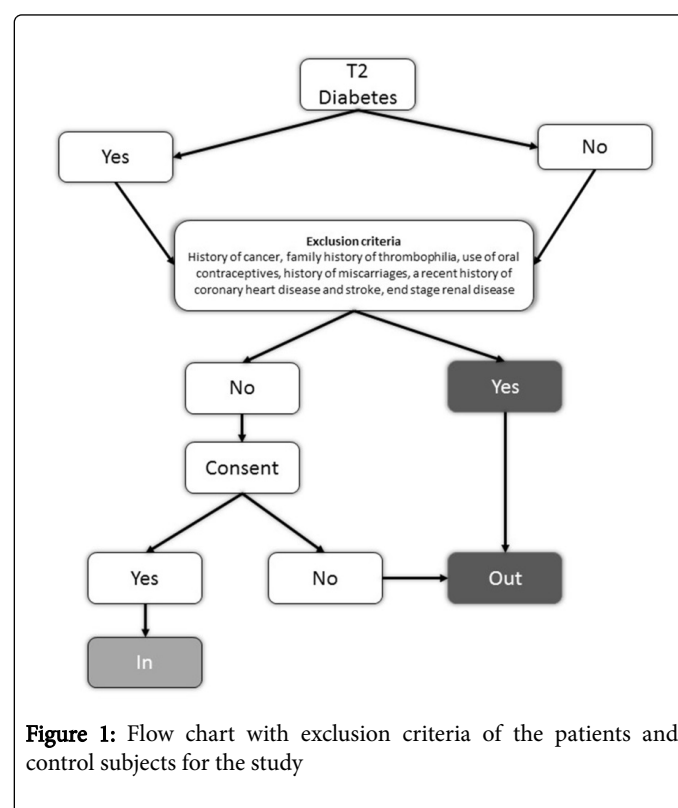 T2
Diabetes
Yes
No
Exclusion criteria
History of cancer, family history of thrombophilia, use of oral
contraceptives, history of miscarriages, a recent history of
coronary heart disease and stroke, end stage renal disease
No
Yes
Consent
Yes
No
Out
In
Figure 1: Flow chart with exclusion criteria of the patients and
control subjects for the study